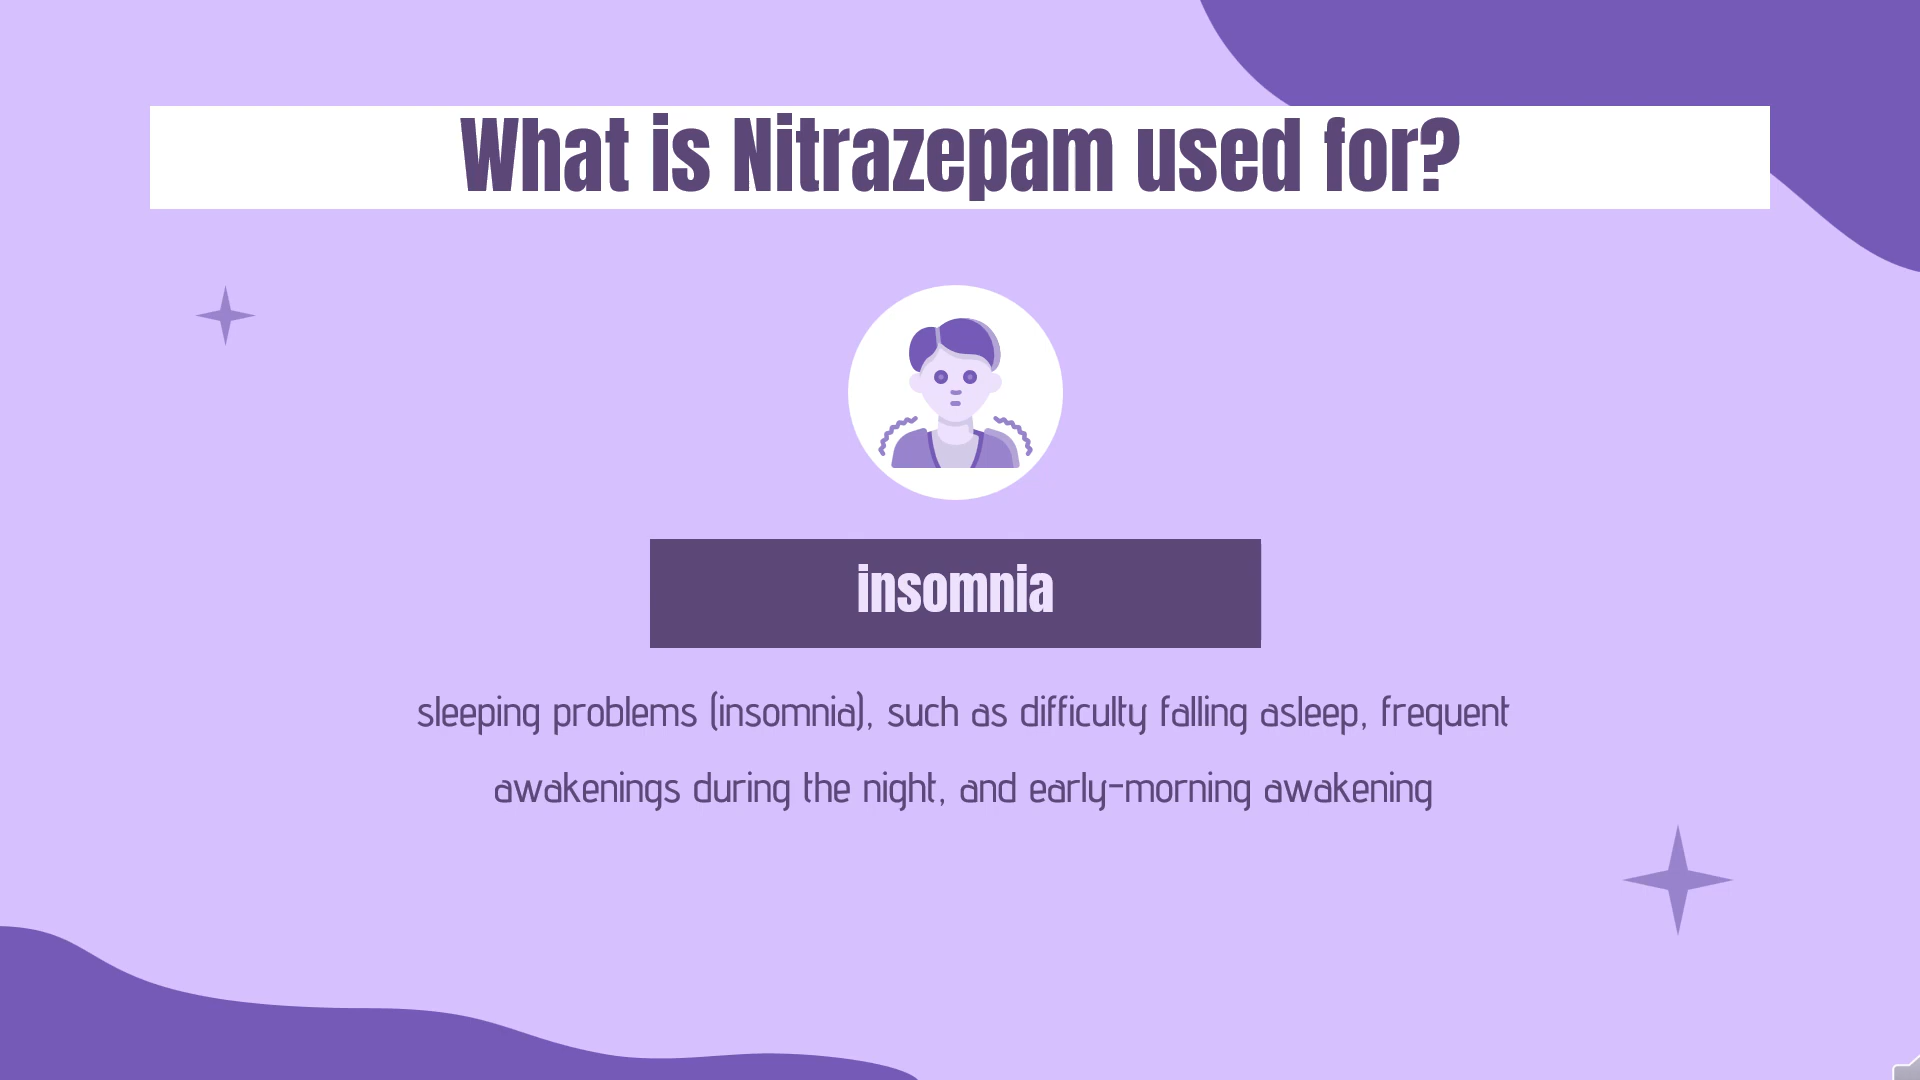 What is Nitrazepam used for?
insomnia
sleeping problems (insomnia), such as difficulty falling asleep, frequent
awakenings during the night, and early-morning awakening